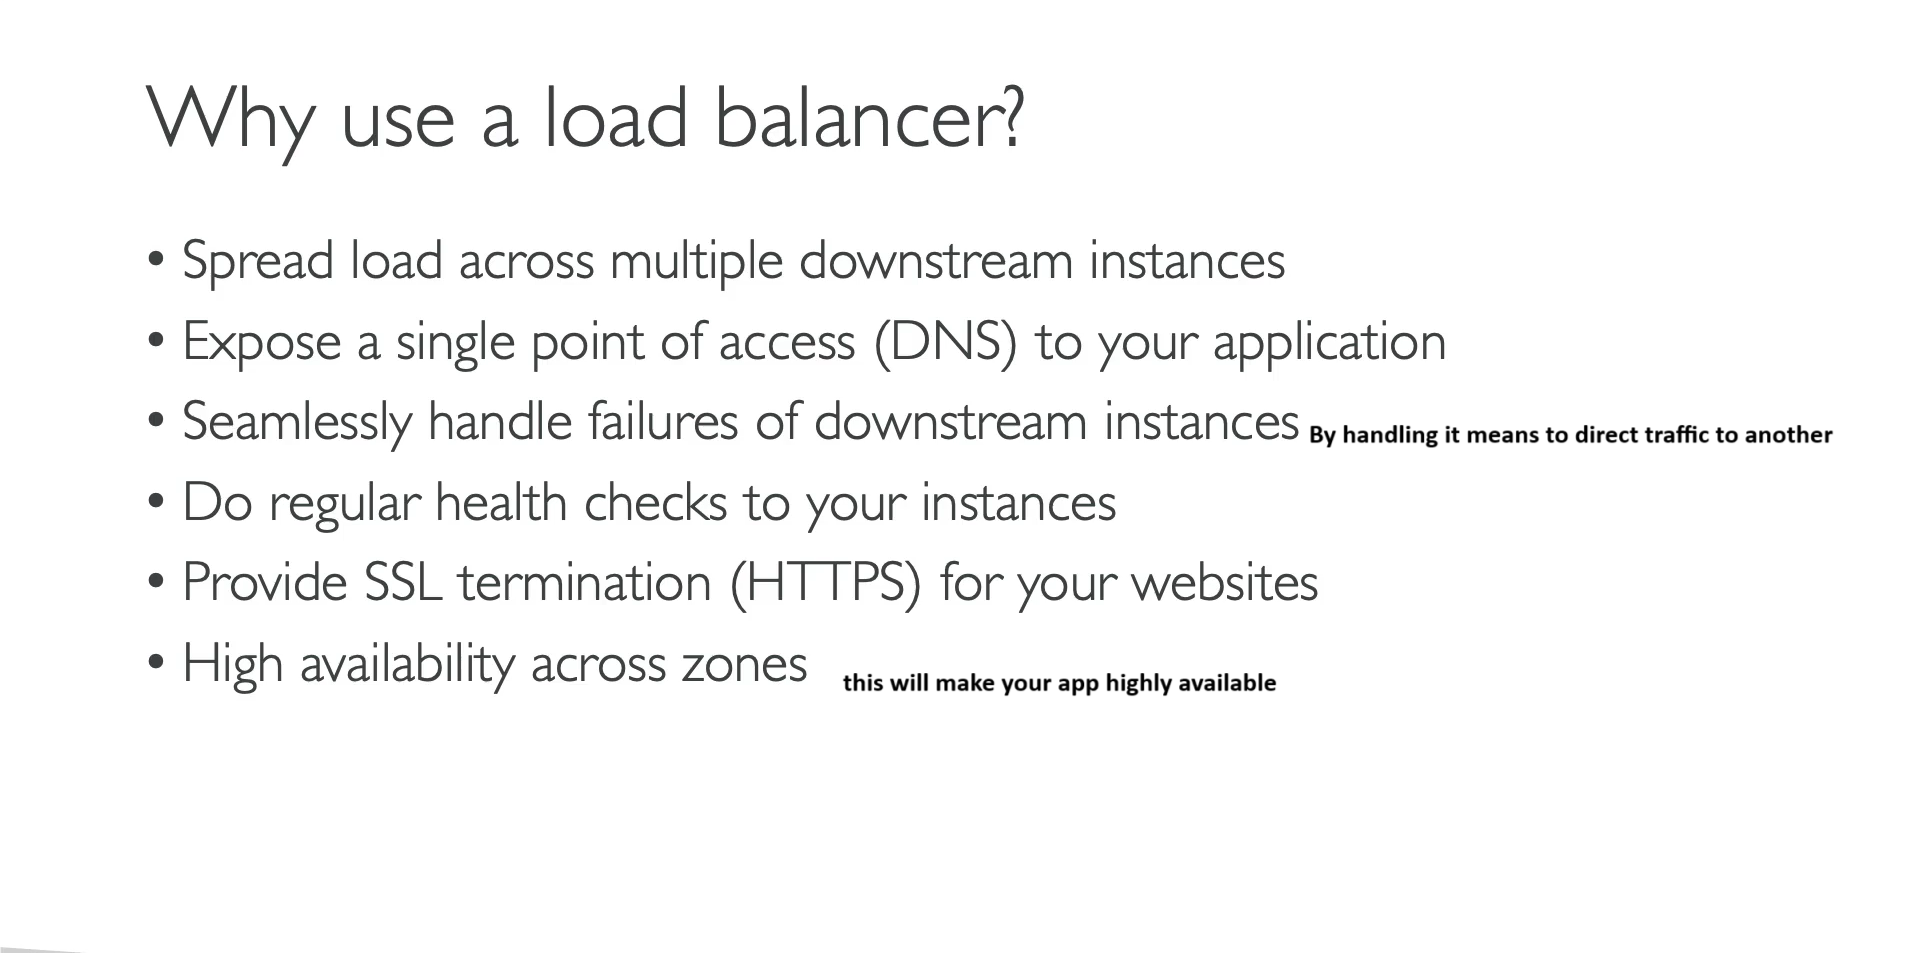 Why use a load balancer?
• Spread load across multiple downstream instances
• Expose a single point of access (DNS) to your application
• Seamlessly handle failures of downstream instances By handling it means to direct traffic to another
• Do regular health checks to your instances
• Provide SSL termination (HTTPS) for your websites
• High availability across zones this will make your app highly available